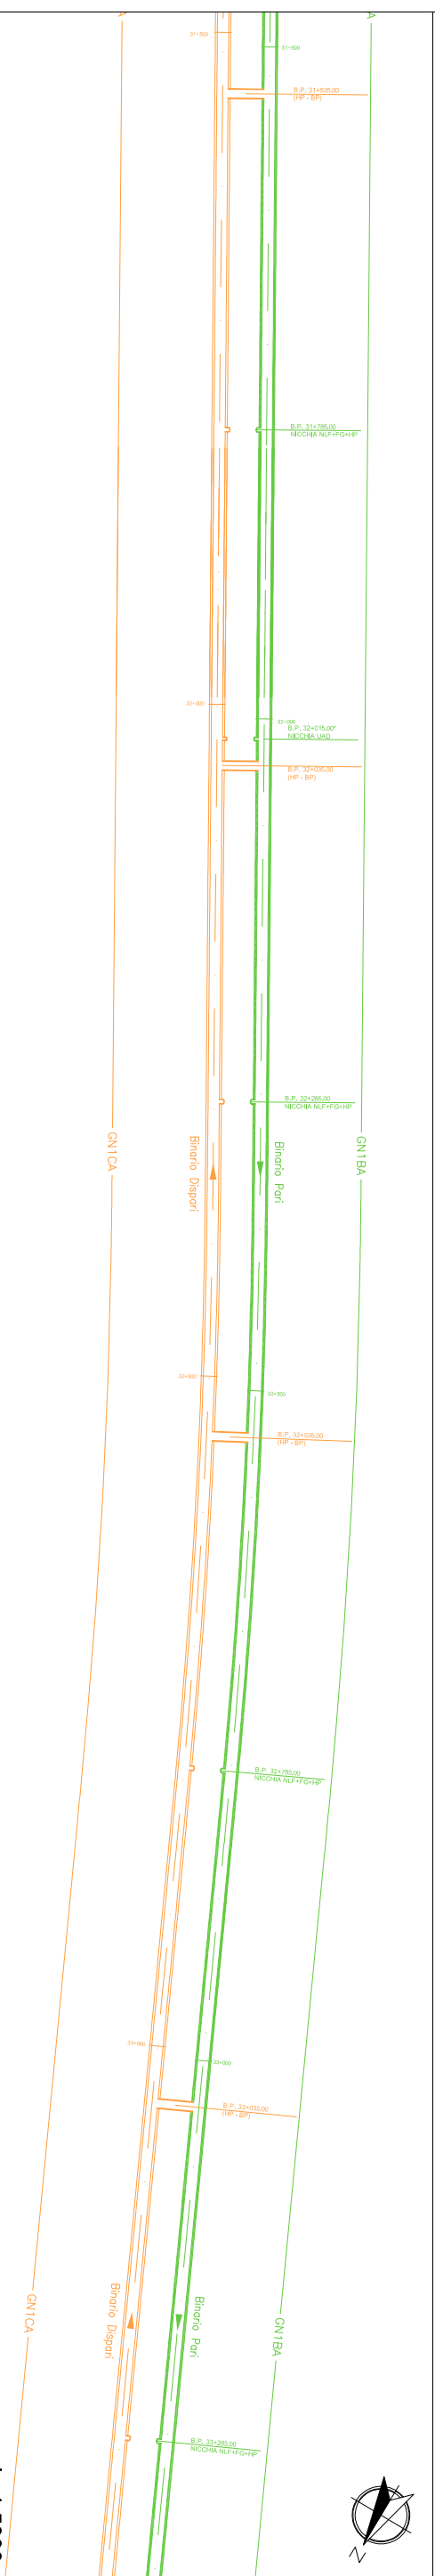 31+500
31+500
B.P. 31+535,00
(HP - BP)
B.P. 31+785,00
NICCHIA NLF+FG+HP
32+000
32+000
B.P. 32+015,00*
NICCHIA UAD
B.P. 32+035,00
(HP - BP)
B.P. 32+285,00
NICCHIA NLF+FG+HP
GN1CA
Binario Dispari
Binario Pari
GN1BA
32+500
32+500
B.P. 32+535,00
(HP - BP)
B.P. 32+785,00
NICCHIA NLF+FG+HP
33+000
33+000
B.P. 33+035,00
(HP - BP)
GN1CA
Binario Dispari
Binario Pari
GN1BA
B.P. 33+285,00
NICCHIA NLF+FG+HP
N